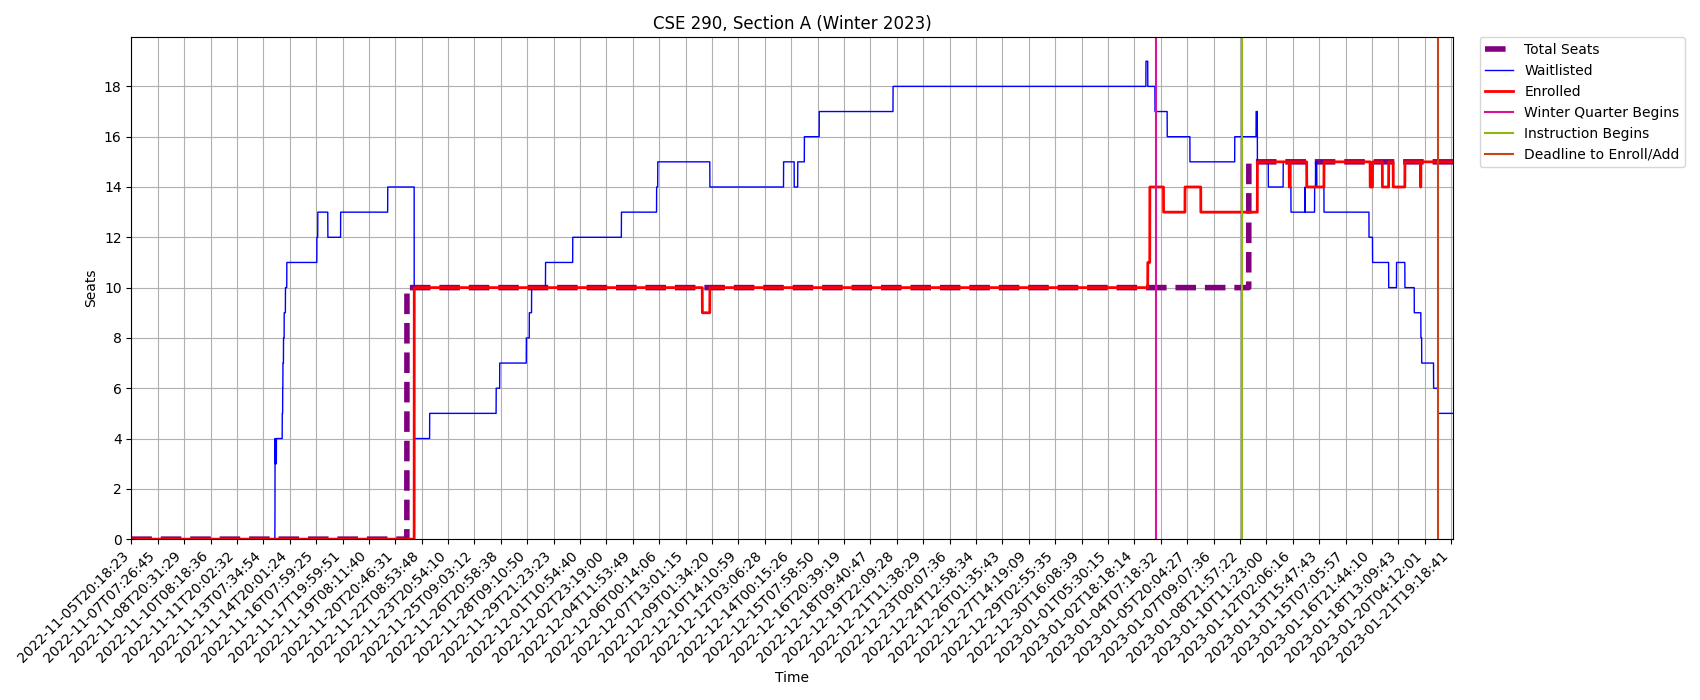 CSE 290, Section A (Winter 2023)
Total Seats
Waitlisted
Enrolled
Winter Quarter Begins
Instruction Begins
Deadline to Enroll/Add
18
16
14
12
10
8
6
4
2
0
Seats
2022-11-05T20:18:23
2022-11-07T07:26:45
2022-11-08T20:31:29
2022-11-10T08:18:36
2022-11-11T20:02:32
2022-11-13T07:34:54
2022-11-14T20:01:24
2022-11-16T07:59:25
2022-11-17T19:59:51
2022-11-19T08:11:40
2022-11-20T20:46:31
2022-11-22T08:53:48
2022-11-23T20:54:10
2022-11-25T09:03:12
2022-11-26T20:58:38
2022-11-28T09:10:50
2022-11-29T21:23:23
2022-12-01T10:54:40
2022-12-02T23:19:00
2022-12-04T11:53:49
2022-12-06T00:14:06
2022-12-07T13:01:15
2022-12-09T01:34:20
2022-12-10T14:10:59
2022-12-12T03:06:28
2022-12-14T00:15:26
2022-12-15T07:58:50
2022-12-16T20:39:19
2022-12-18T09:40:47
2022-12-19T22:09:28
2022-12-21T11:38:29
2022-12-23T00:07:36
2022-12-24T12:58:34
2022-12-26T01:35:43
2022-12-27T14:19:09
2022-12-29T02:55:35
2022-12-30T16:08:39
2023-01-01T05:30:15
2023-01-02T18:18:14
2023-01-04T07:18:32
2023-01-05T20:04:27
2023-01-07T09:07:36
2023-01-08T21:57:22
2023-01-10T11:23:00
2023-01-12T02:06:16
2023-01-13T15:47:43
2023-01-15T07:05:57
2023-01-16T21:44:10
2023-01-18T13:09:43
2023-01-20T04:12:01
2023-01-21T19:18:41
Time